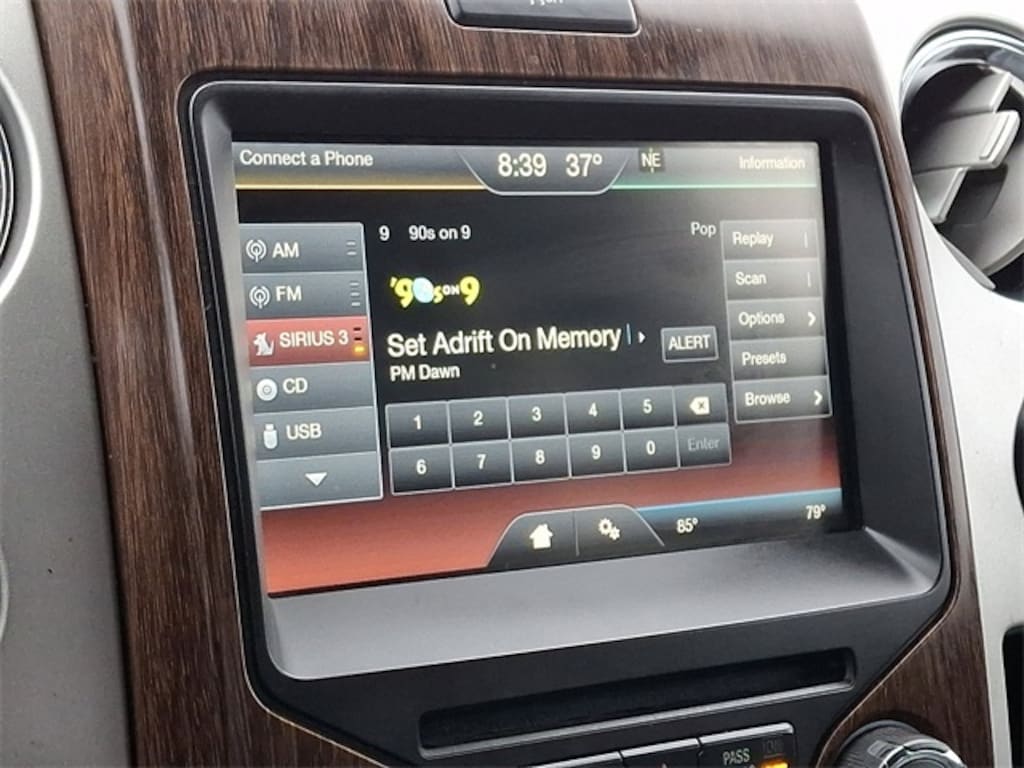 Connect a Phone
8:39 37°
NE
Information
AM
FM
SIRIUS 3
CD
USB
9 90s on 9
Pop
'90s ON 9
Set Adrift On Memory
PM Dawn
ALERT
1 2 3 4 5
6 7 8 9 0 Enter
Replay
Scan
Options
Presets
Browse
85°
79°
PASS